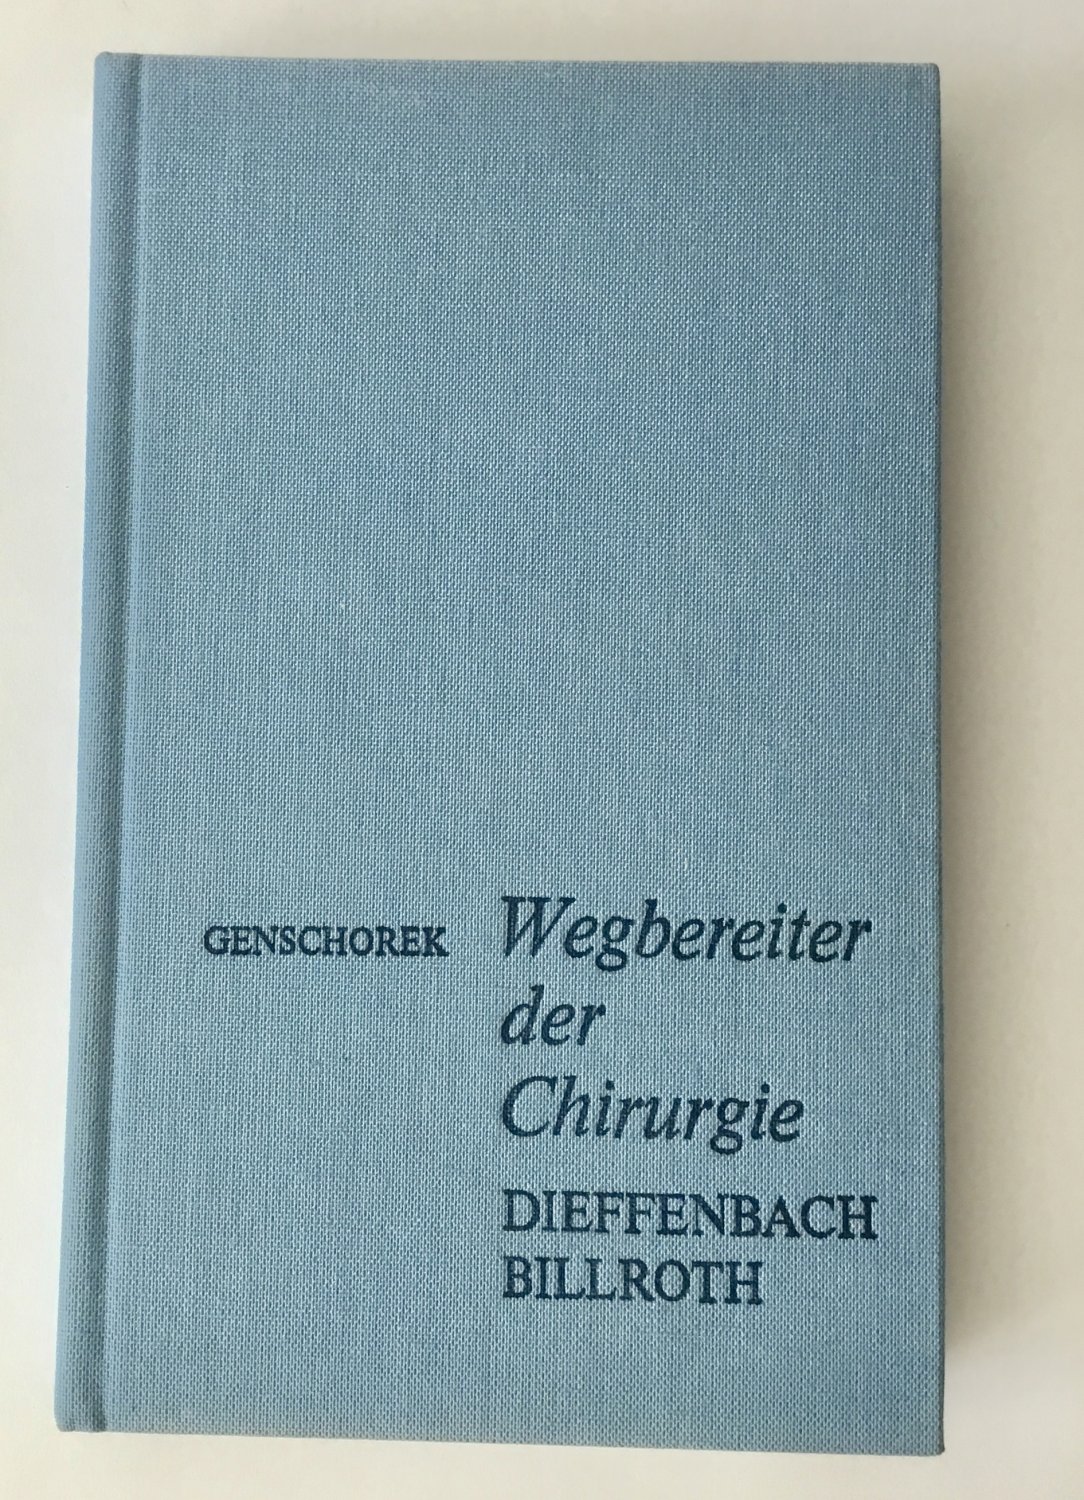 GENSCHOREK
Wegbereiter
der
Chirurgie
DIEFFENBACH
BILLROTH